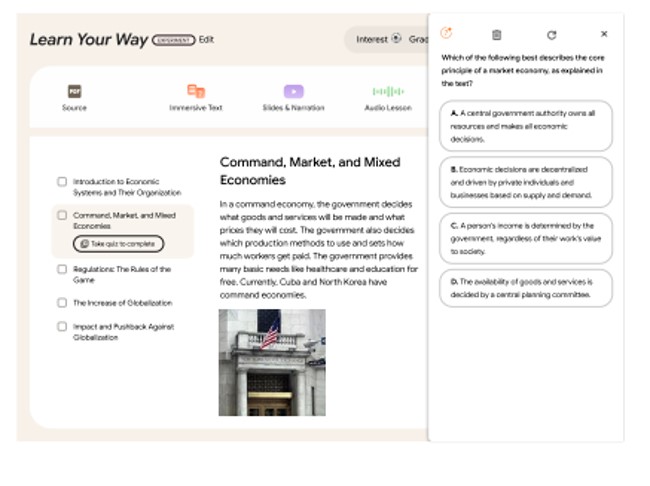 Learn Your Way EXPERIMENT Edit
Interest Grad
PDF
Source
Immersive Text
Slides & Narration
Audio Lesson
Introduction to Economic
Systems and Their Organization
Command, Market, and Mixed
Economies
Take quiz to complete
Regulations: The Rules of the
Game
The Increase of Globalization
Impact and Pushback Against
Globalization
Command, Market, and Mixed
Economies
In a command economy, the government decides
what goods and services will be made and what
prices they will cost. The government also decides
which production methods to use and sets how
much workers get paid. The government provides
many basic needs like healthcare and education for
free. Currently, Cuba and North Korea have
command economies.
Which of the following best describes the core
principle of a market economy, as explained in
the text?
A. A central government authority owns all
resources and makes all economic
decisions.
B. Economic decisions are decentralized
and driven by private individuals and
businesses based on supply and demand.
C. A person's income is determined by the
government, regardless of their work's value
to society.
D. The availability of goods and services is
decided by a central planning committee.